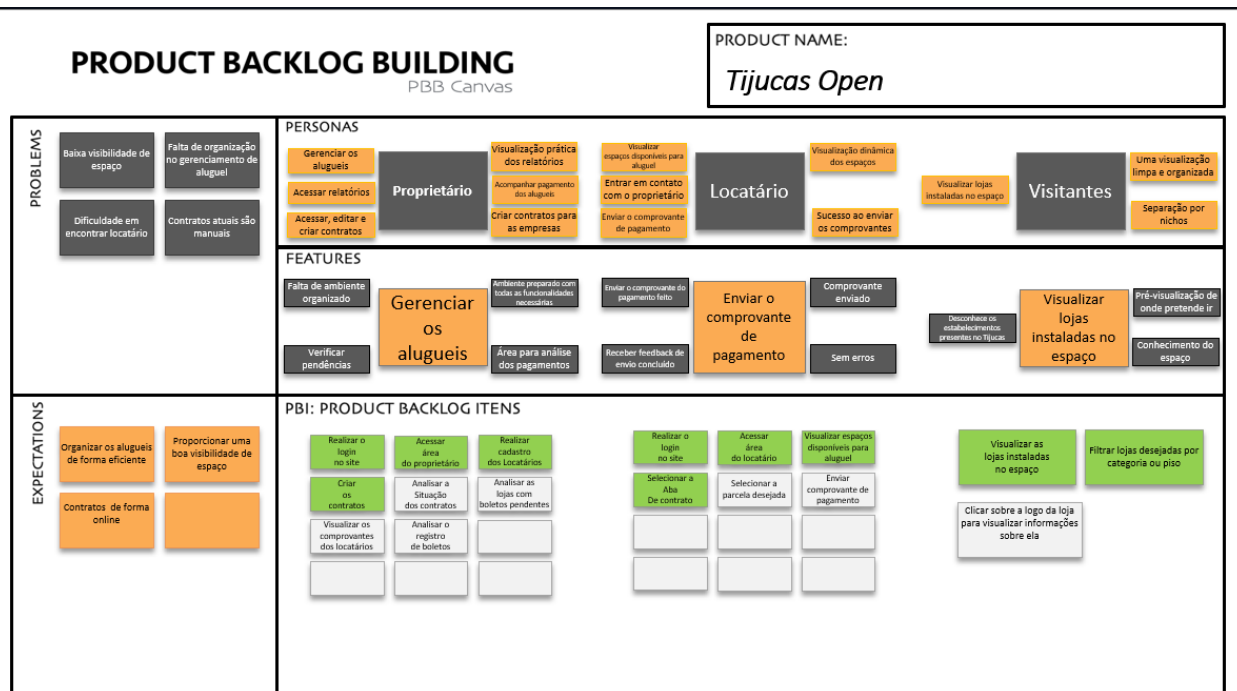 PRODUCT BACKLOG BUILDING
PBB Canvas
PRODUCT NAME:
Tijucas Open
PROBLEMS
Baixa visibilidade de
espaço
Falta de organização
no gerenciamento de
aluguel
Dificuldade em
encontrar locatário
Contratos atuais são
manuais
PERSONAS
Gerenciar os
alugueis
Acessar relatórios
Acessar, editar e
criar contratos
Proprietário
Visualização prática
dos relatórios
Acompanhar pagamento
dos alugueis
Criar contratos para
as empresas
Visualizar
espaços disponíveis para
aluguel
Entrar em contato
com o proprietário
Enviar o comprovante
de pagamento
Locatário
Visualização dinâmica
dos espaços
Sucesso ao enviar
os comprovantes
Visualizar lojas
instaladas no espaço
Visitantes
Uma visualização
limpa e organizada
Separação por
nichos
FEATURES
Falta de ambiente
organizado
Verificar
pendências
Gerenciar
os
alugueis
Ambiente preparado com
todas as funcionalidades
necessárias
Área para análise
dos pagamentos
Enviar o comprovante do
pagamento feito
Receber feedback de
envio concluído
Enviar o
comprovante
de
pagamento
Comprovante
enviado
Sem erros
Desconhece os
estabelecimentos
presentes no Tijucas
Visualizar
lojas
instaladas no
espaço
Pré-visualização de
onde pretende ir
Conhecimento do
espaço
EXPECTATIONS
Organizar os alugueis
de forma eficiente
Proporcionar uma
boa visibilidade de
espaço
Contratos de forma
online
PBI: PRODUCT BACKLOG ITENS
Realizar o
login
no site
Acessar
área
do proprietário
Realizar
cadastro
dos Locatários
Criar
os
contratos
Analisar a
Situação
dos contratos
Analisar as
lojas com
boletos pendentes
Visualizar os
comprovantes
dos locatários
Analisar o
registro
de boletos
Realizar o
login
no site
Acessar
área
do locatário
Visualizar espaços
disponíveis para
aluguel
Selecionar a
Aba
De contrato
Selecionar a
parcela desejada
Enviar
comprovante de
pagamento
Visualizar as
lojas instaladas
no espaço
Filtrar lojas desejadas por
categoria ou piso
Clicar sobre a logo da loja
para visualizar informações
sobre ela